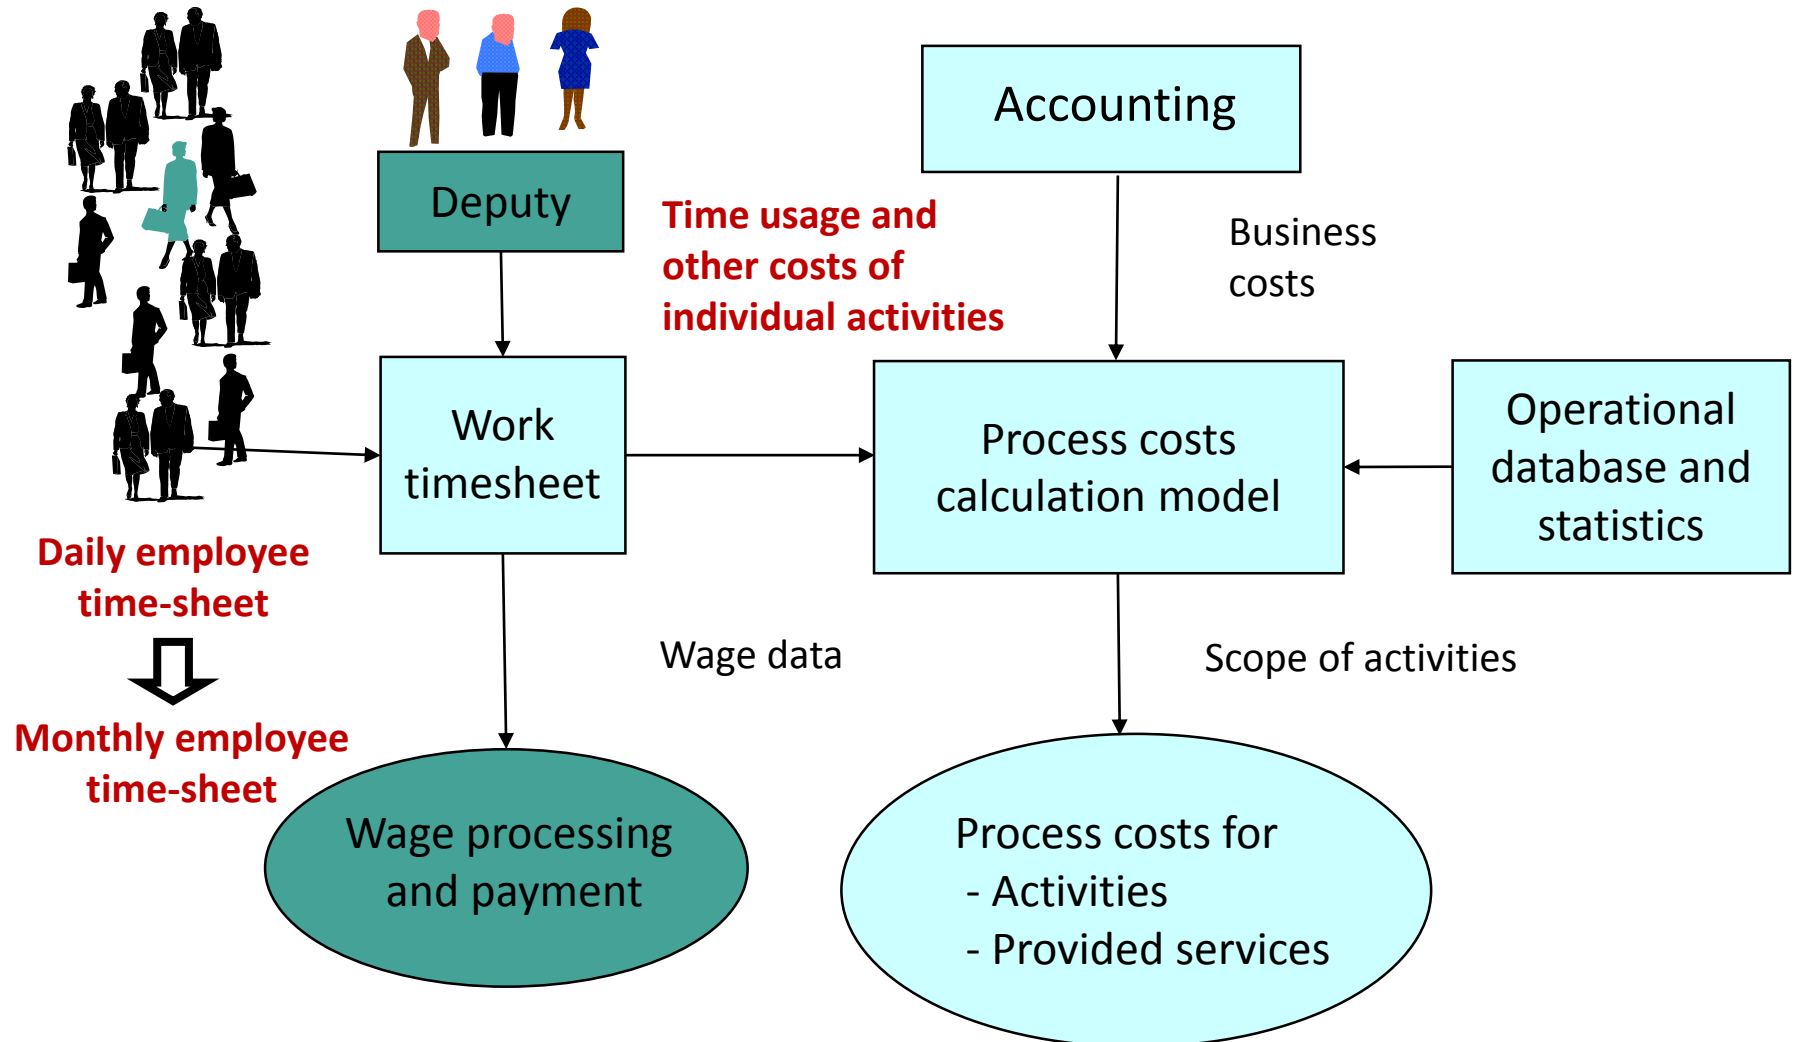 Accounting
Deputy
Time usage and
other costs of
individual activities
Business
costs
Work
timesheet
Process costs
calculation model
Operational
database and
statistics
Daily employee
time-sheet
Monthly employee
time-sheet
Wage data
Scope of activities
Wage processing
and payment
Process costs for
- Activities
- Provided services